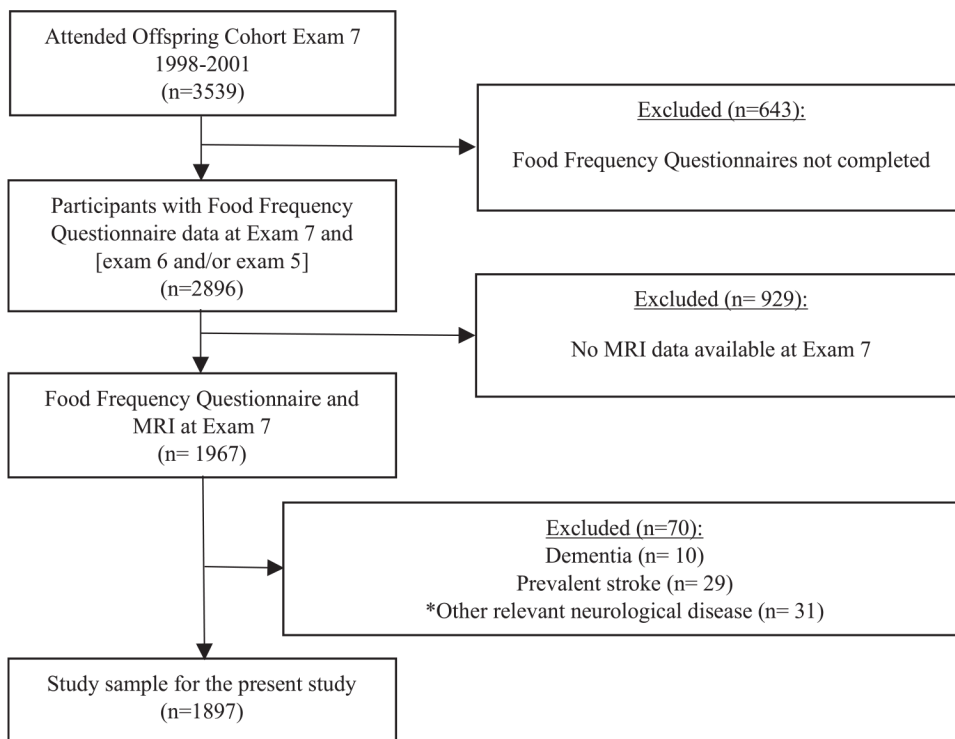 Attended Offspring Cohort Exam 7
1998-2001
(n=3539)
Excluded (n=643):
Food Frequency Questionnaires not completed
Participants with Food Frequency
Questionnaire data at Exam 7 and
[exam 6 and/or exam 5]
(n=2896)
Excluded (n= 929):
No MRI data available at Exam 7
Food Frequency Questionnaire and
MRI at Exam 7
(n= 1967)
Excluded (n=70):
Dementia (n= 10)
Prevalent stroke (n= 29)
*Other relevant neurological disease (n= 31)
Study sample for the present study
(n=1897)